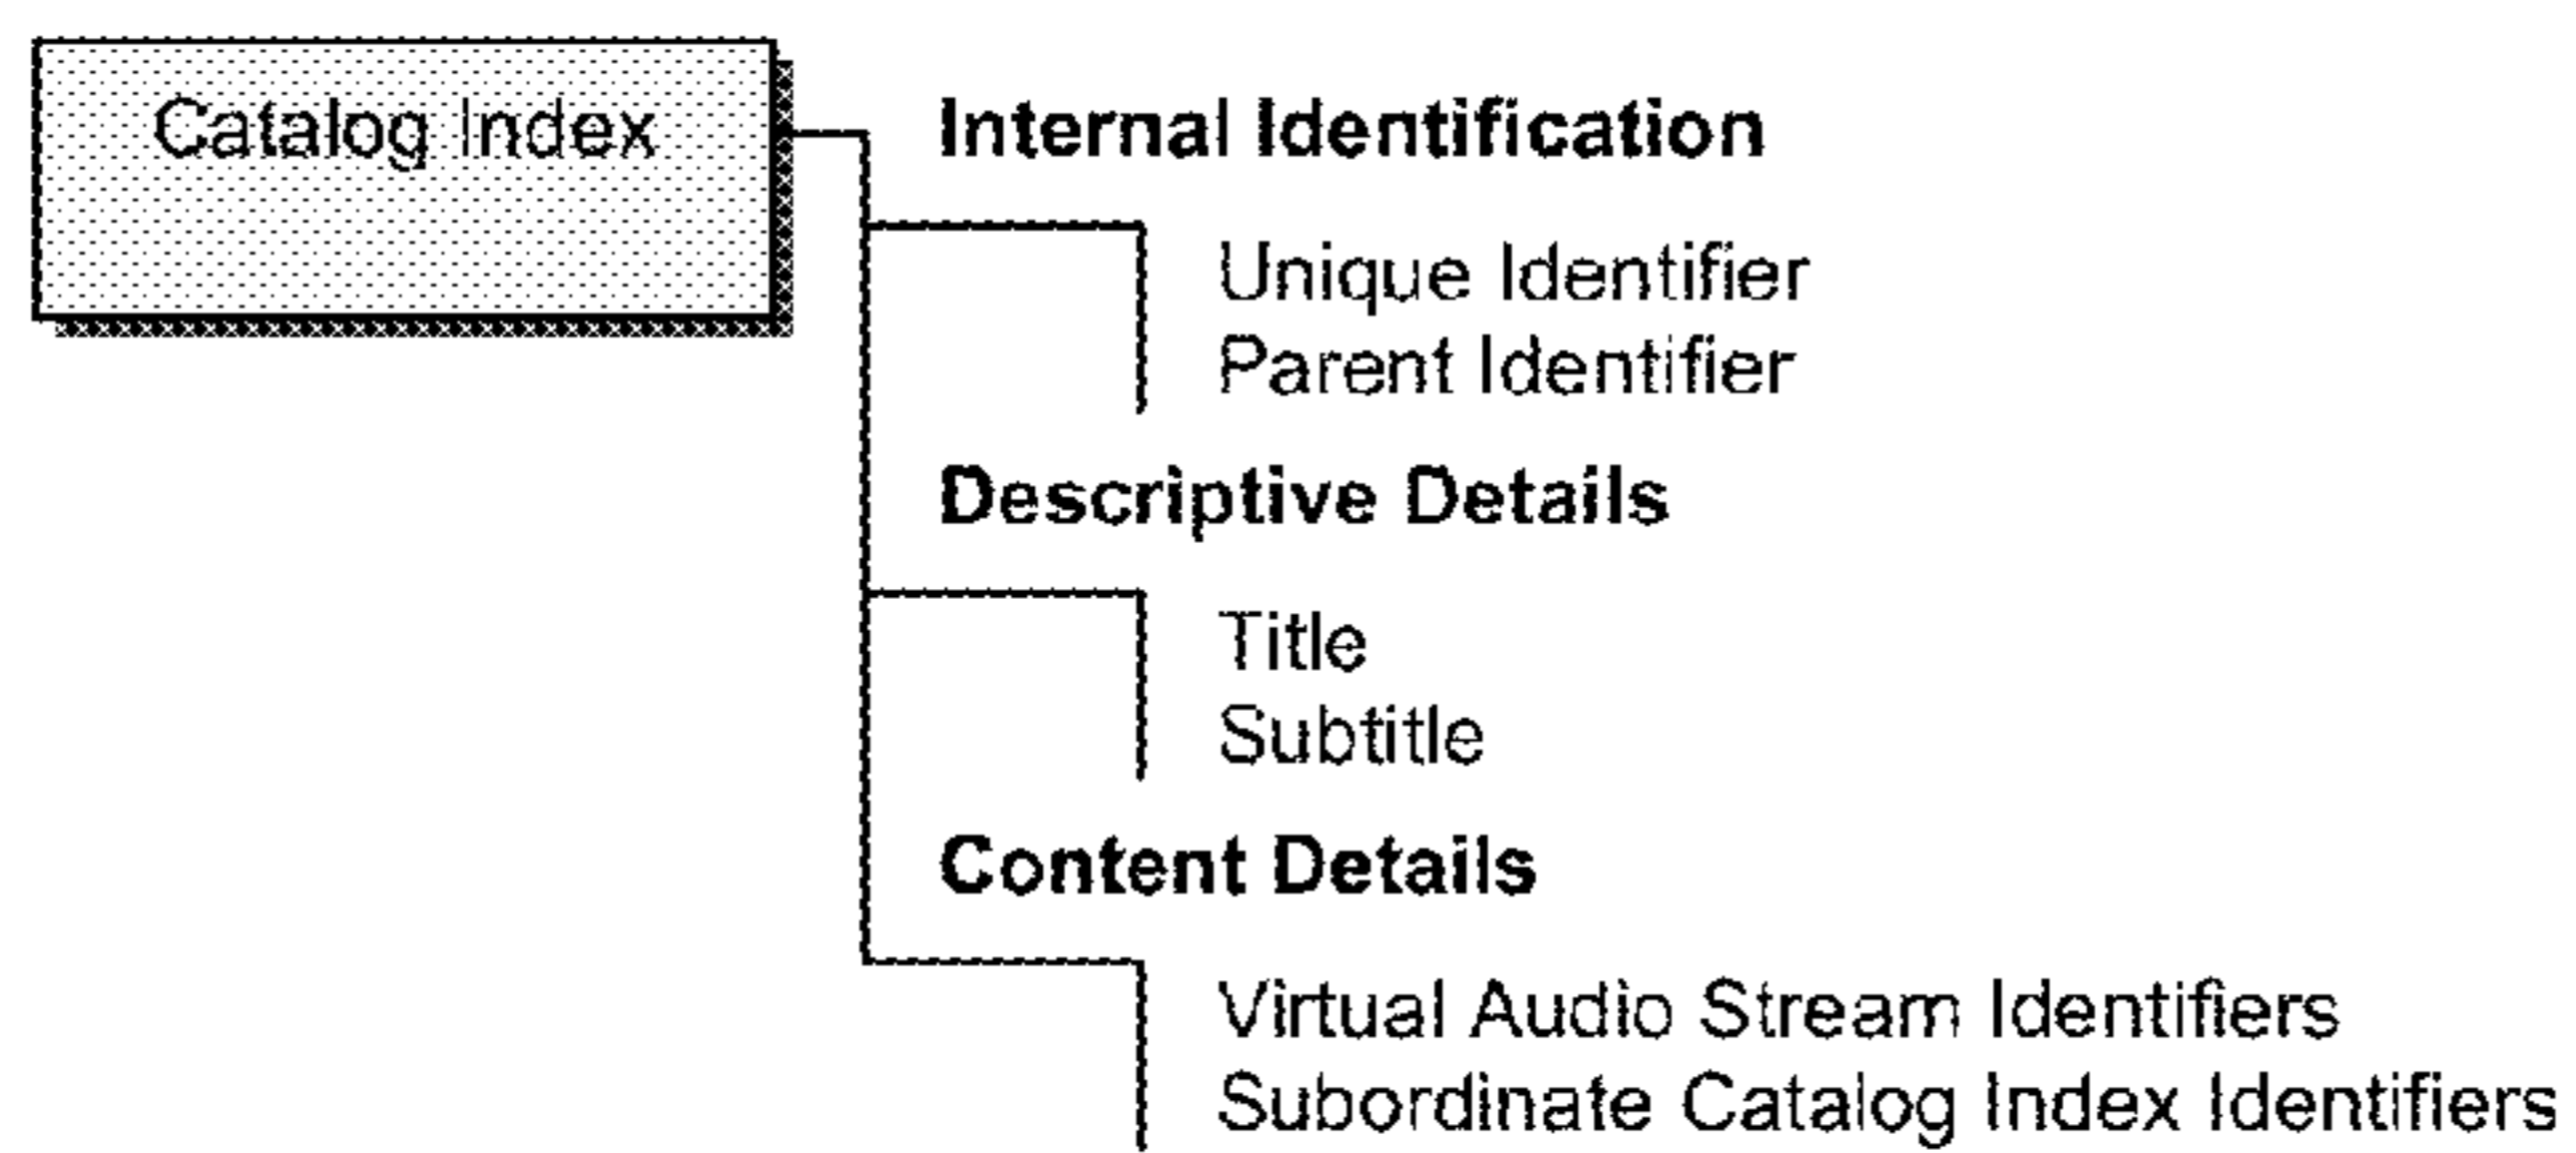 Catalog Index
Internal Identification
Unique Identifier
Parent Identifier
Descriptive Details
Title
Subtitle
Content Details
Virtual Audio Stream Identifiers
Subordinate Catalog Index Identifiers